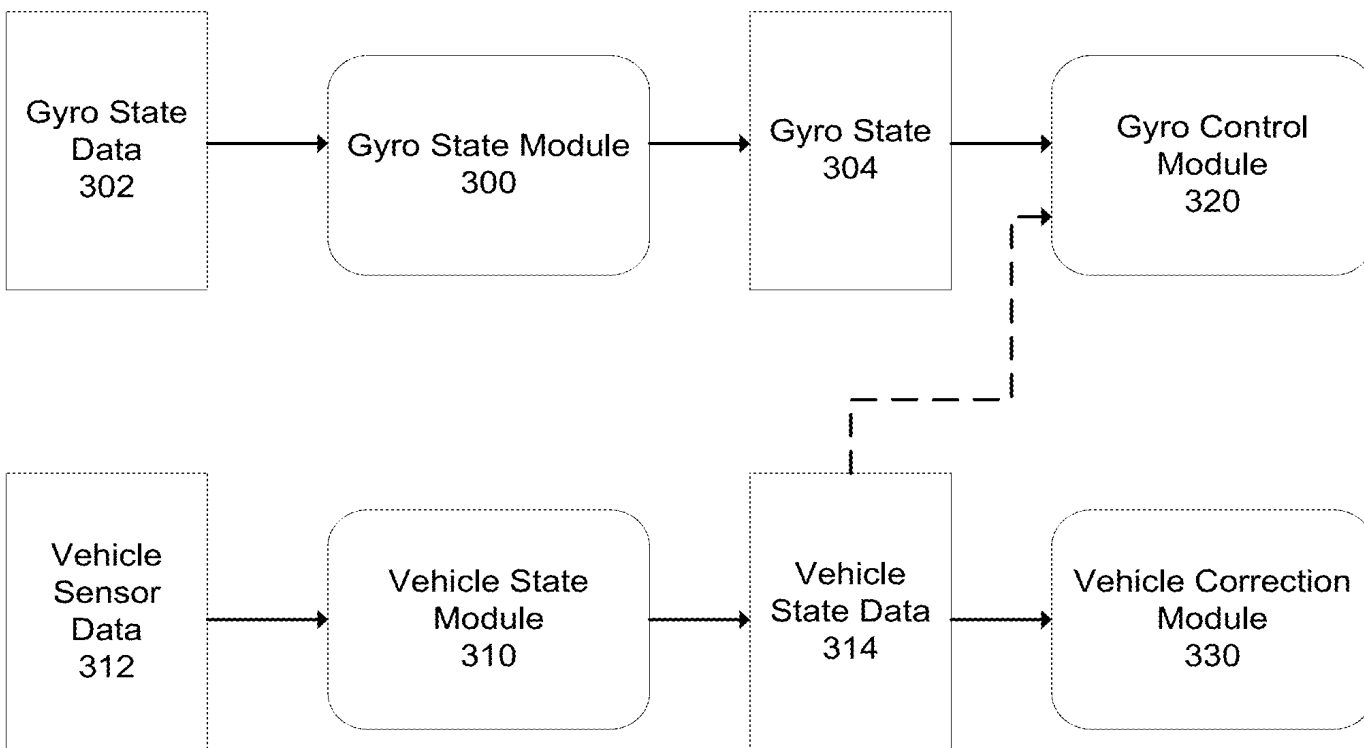 Gyro State
Data
302
Gyro State Module
300
Gyro State
304
Gyro Control
Module
320
Vehicle
Sensor
Data
312
Vehicle State
Module
310
Vehicle
State Data
314
Vehicle Correction
Module
330